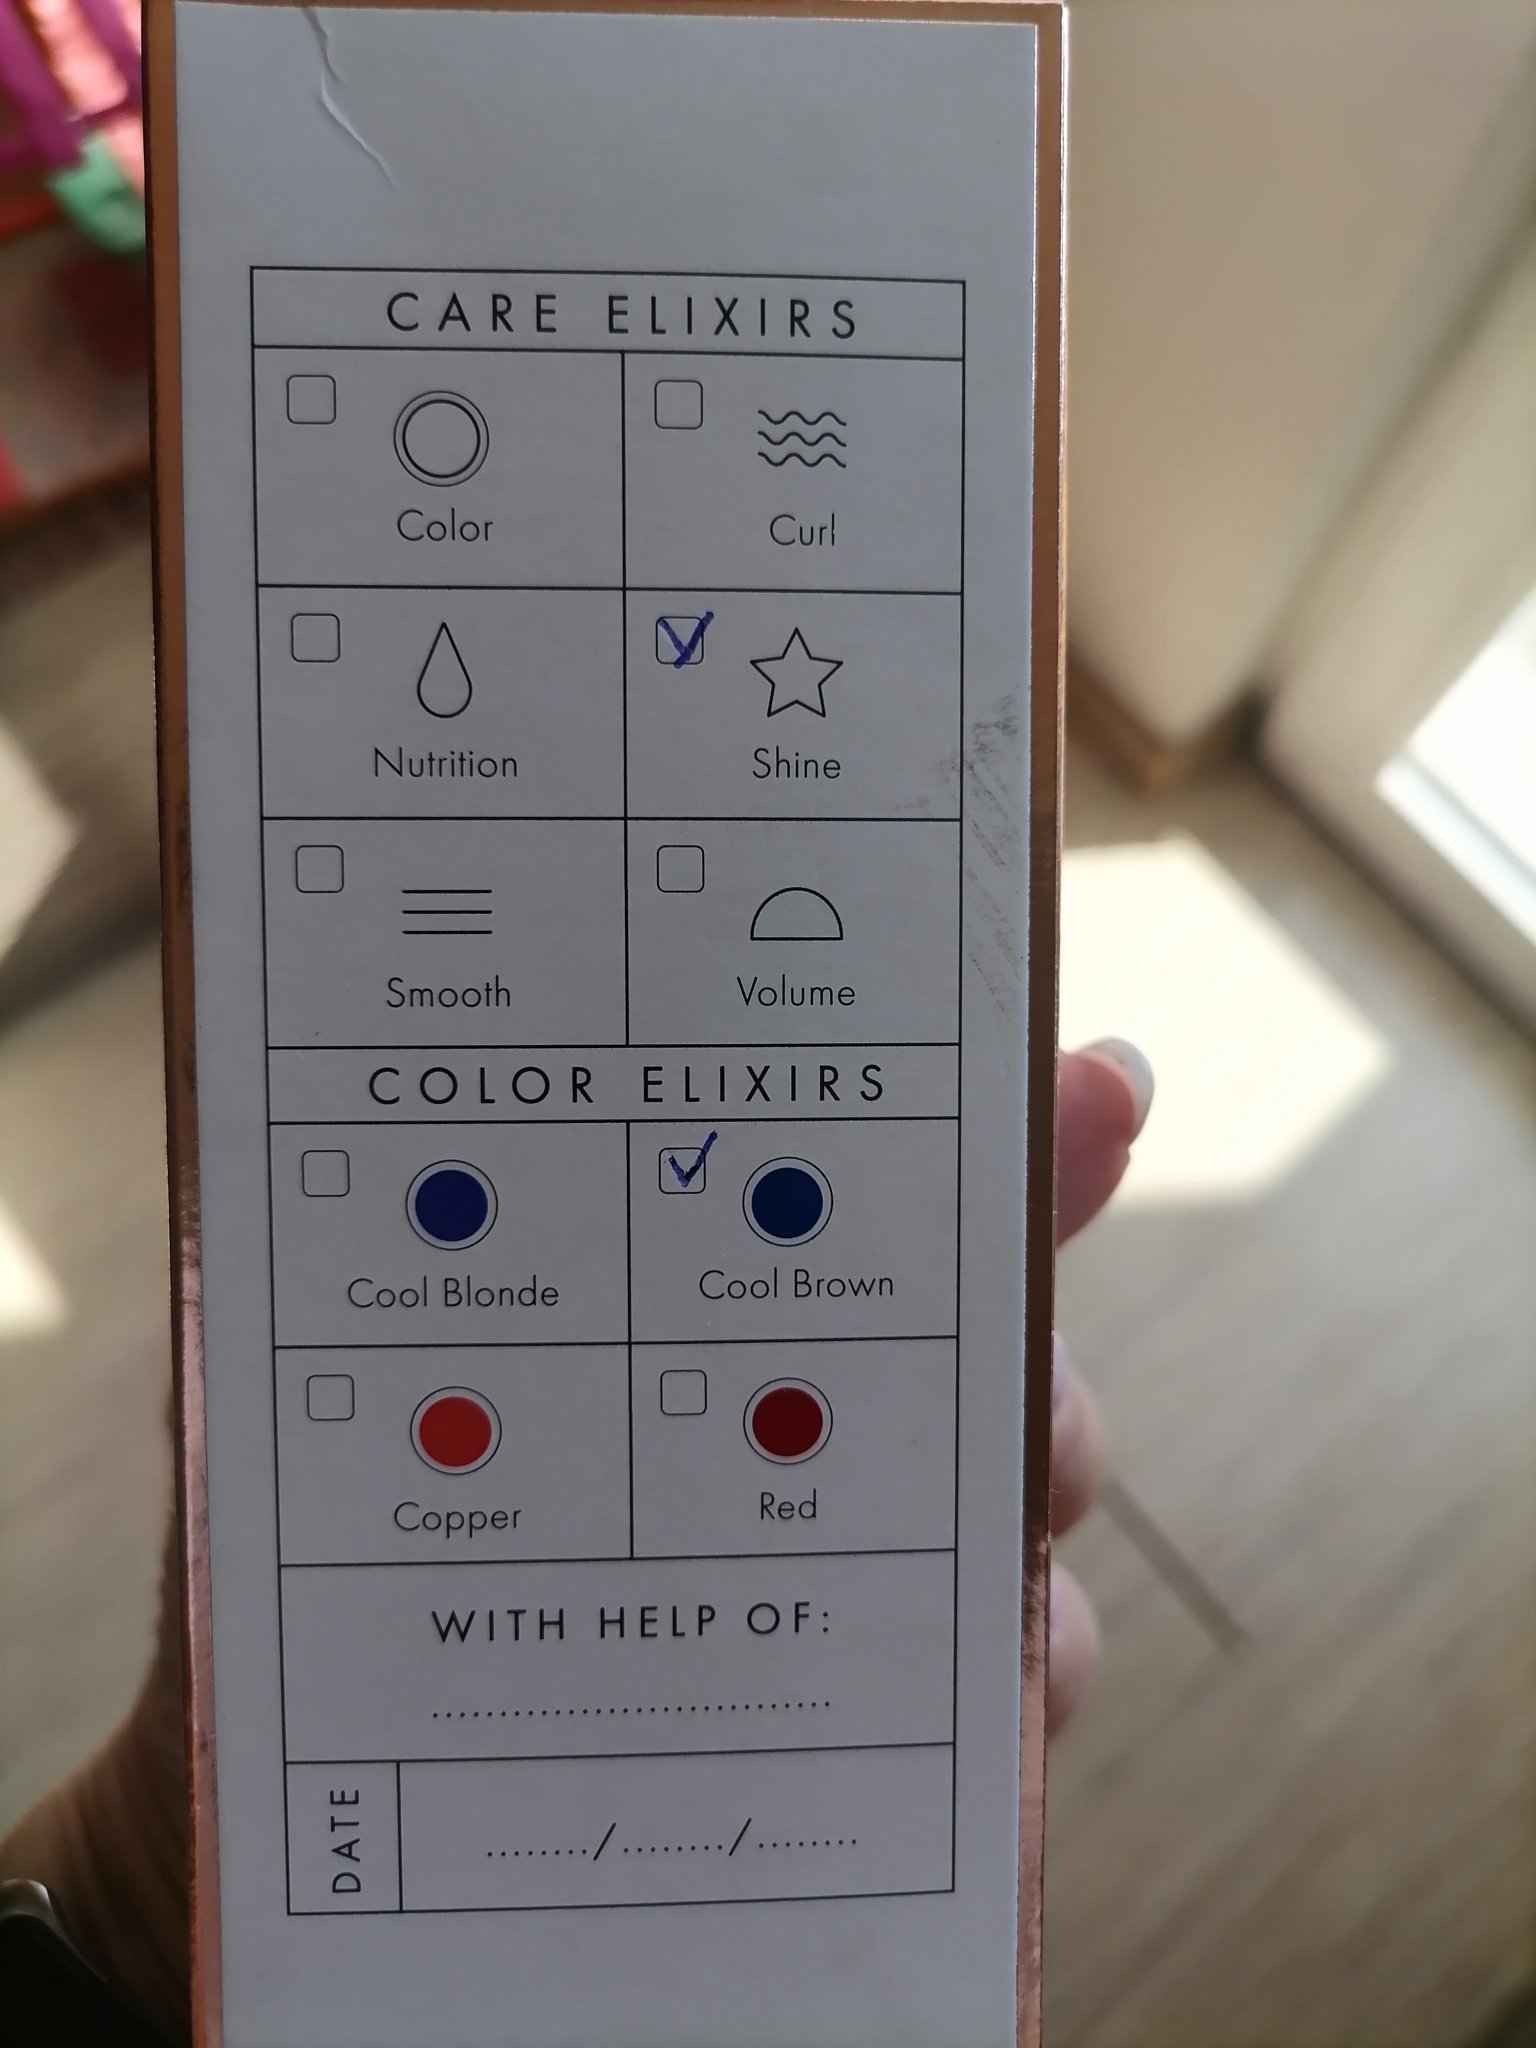 CARE ELIXIRS
Color
Curl
Nutrition
Shine
Smooth
Volume
COLOR ELIXIRS
Cool Blonde
Cool Brown
Copper
Red
WITH HELP OF:
..............................
DATE
......../......../........